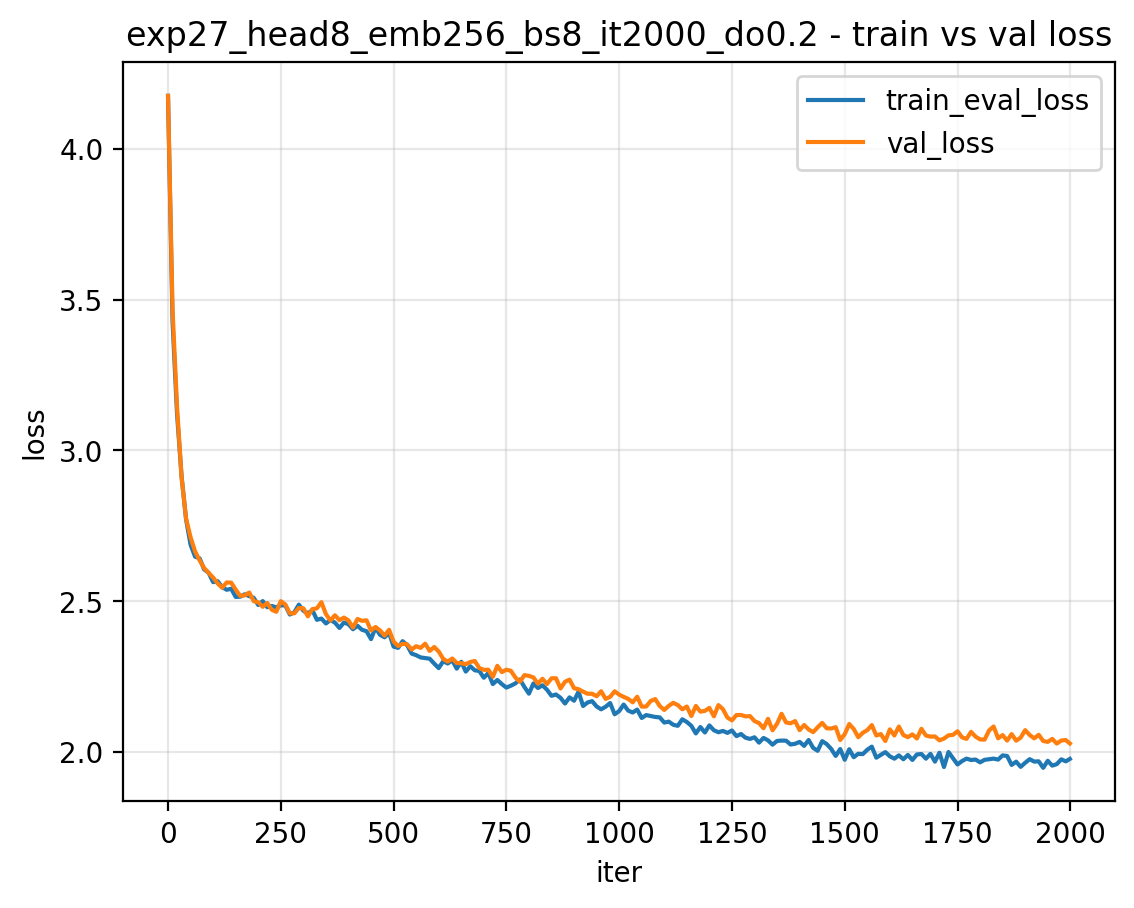 exp27_head8_emb256_bs8_it2000_do0.2 - train vs val loss
train_eval_loss
val_loss
4.0
3.5
3.0
2.5
2.0
loss
0 250 500 750 1000 1250 1500 1750 2000
iter